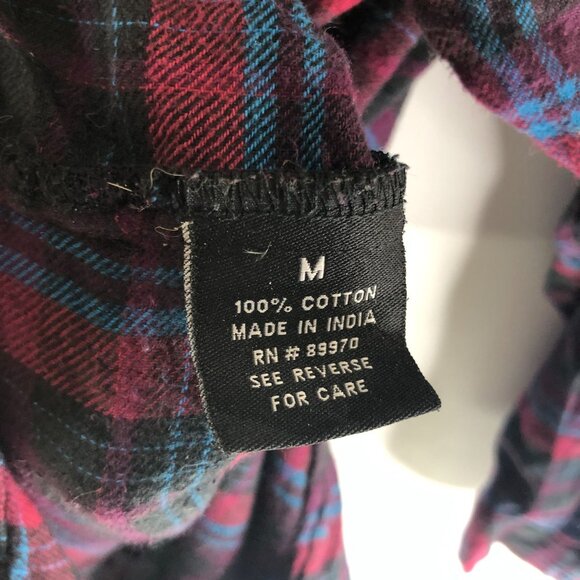 M
100% COTTON
MADE IN INDIA
RN # 89970
SEE REVERSE
FOR CARE